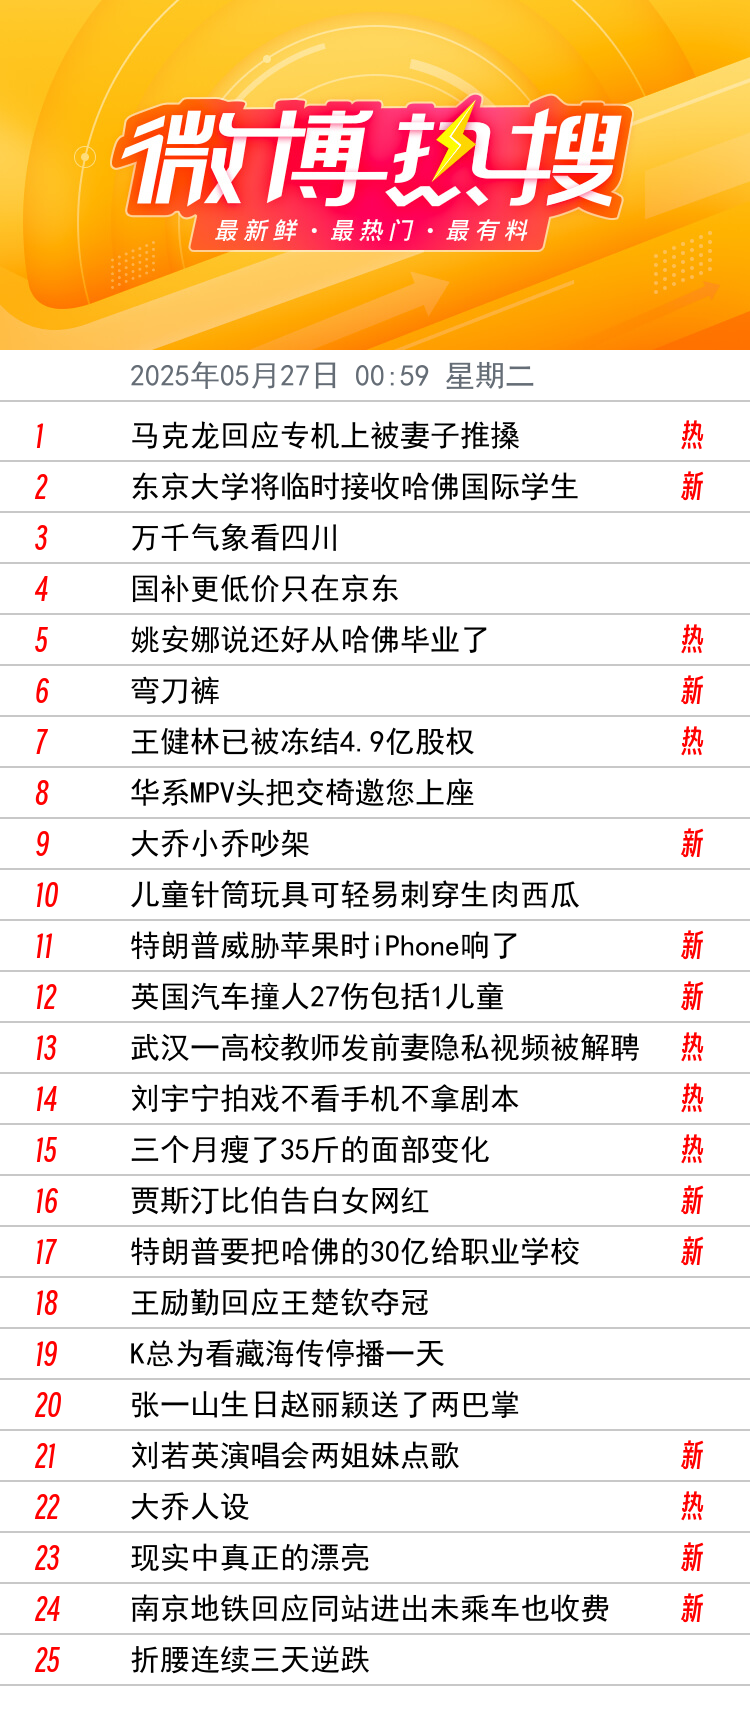 微博热搜
最新鲜·最热门·最有料
2025年05月27日 00:59 星期二
1 马克龙回应专机上被妻子推搡 热
2 东京大学将临时接收哈佛国际学生 新
3 万千气象看四川
4 国补更低价只在京东
5 姚安娜说还好从哈佛毕业了 热
6 弯刀裤 新
7 王健林已被冻结4.9亿股权 热
8 华系MPV头把交椅邀您上座
9 大乔小乔吵架 新
10 儿童针筒玩具可轻易刺穿生肉西瓜
11 特朗普威胁苹果时iPhone响了 新
12 英国汽车撞人27伤包括1儿童 新
13 武汉一高校教师发前妻隐私视频被解聘 热
14 刘宇宁拍戏不看手机不拿剧本 热
15 三个月瘦了35斤的面部变化 热
16 贾斯汀比伯告白女网红 新
17 特朗普要把哈佛的30亿给职业学校 新
18 王励勤回应王楚钦夺冠
19 K总为看藏海传停播一天
20 张一山生日赵丽颖送了两巴掌
21 刘若英演唱会两姐妹点歌 新
22 大乔人设 热
23 现实中真正的漂亮 新
24 南京地铁回应同站进出未乘车也收费 新
25 折腰连续三天逆跌